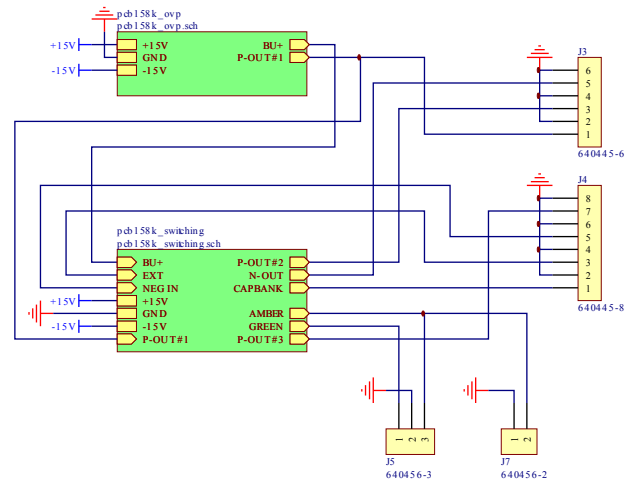 pcb158k_ovp
pcb158k_ovp.sch
+15V
+15V
GND
-15V
-15V
BU+
P-OUT#1
J3
6
5
4
3
2
1
640445-6
J4
8
7
6
5
4
3
2
1
640445-8
pcb158k_switching
pcb158k_switching.sch
BU+
EXT
NEG IN
+15V
+15V
GND
-15V
-15V
P-OUT#1
P-OUT#2
N-OUT
CAPBANK
AMBER
GREEN
P-OUT#3
1
2
3
J5
640456-3
1
2
J7
640456-2